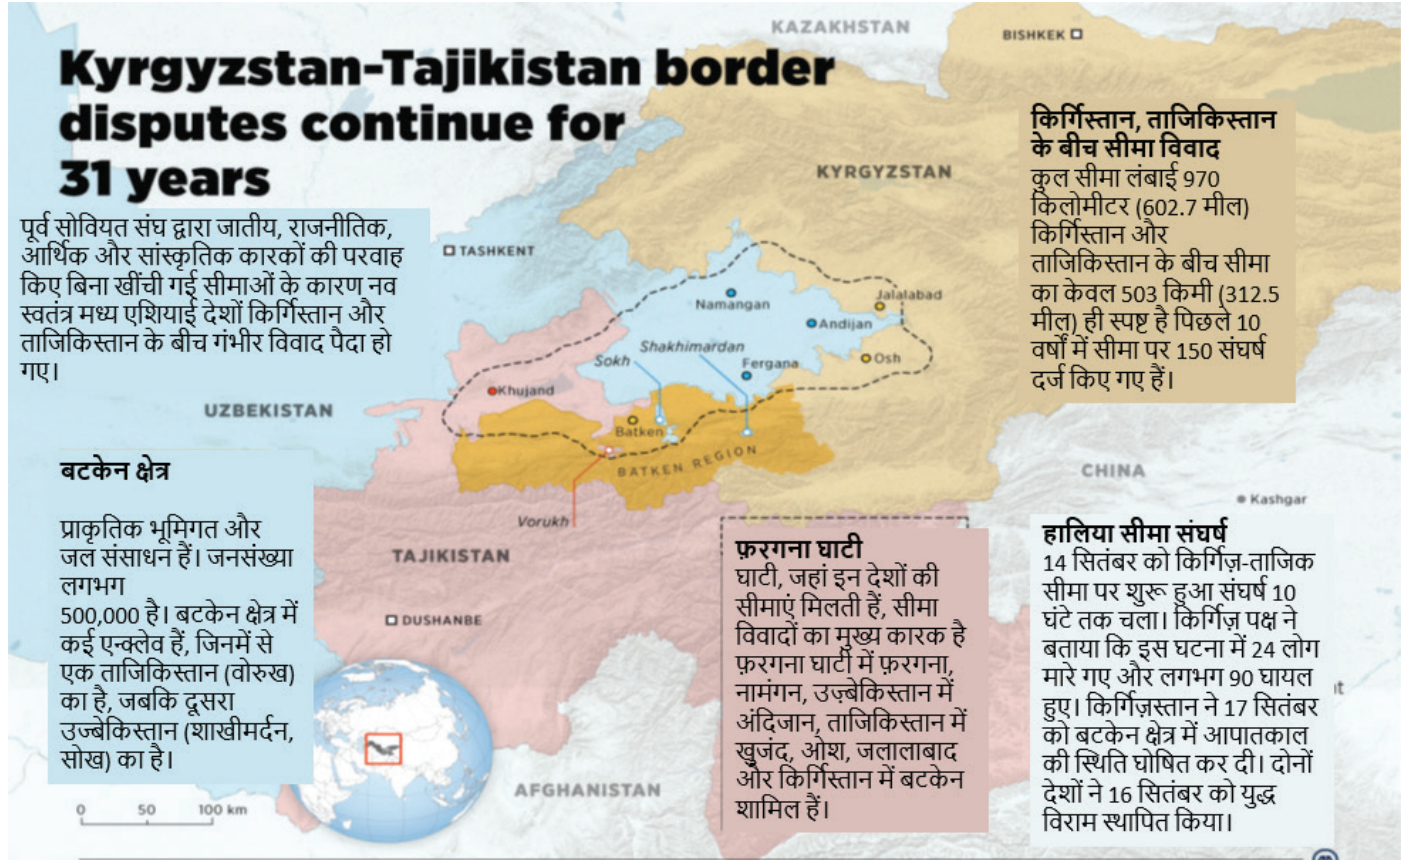 KAZAKHSTAN
BISHKEK
Kyrgyzstan-Tajikistan border
disputes continue for
31 years
पूर्व सोवियत संघ द्वारा जातीय, राजनीतिक,
आर्थिक और सांस्कृतिक कारकों की परवाह
किए बिना खींची गई सीमाओं के कारण नव
स्वतंत्र मध्य एशियाई देशों किर्गिस्तान और
ताजिकिस्तान के बीच गंभीर विवाद पैदा हो
गए।
किर्गिस्तान, ताजिकिस्तान
के बीच सीमा विवाद
कुल सीमा लंबाई 970
किलोमीटर (602.7 मील)
किर्गिस्तान और
ताजिकिस्तान के बीच सीमा
का केवल 503 किमी (312.5
मील) ही स्पष्ट है पिछले 10
वर्षों में सीमा पर 150 संघर्ष
दर्ज किए गए हैं।
KYRGYZSTAN
TASHKENT
Namangan
Jalalabad
Andijan
Shakhimardan
Sokh
Fergana
Osh
Khujand
UZBEKISTAN
Batken
BATKEN REGION
CHINA
Kashgar
Vorukh
TAJIKISTAN
DUSHANBE
AFGHANISTAN
बटकेन क्षेत्र
प्राकृतिक भूमिगत और
जल संसाधन हैं। जनसंख्या
लगभग
500,000 है। बटकेन क्षेत्र में
कई एन्क्लेव हैं, जिनमें से
एक ताजिकिस्तान (वोरुख)
का है, जबकि दूसरा
उज्बेकिस्तान (शाखीमर्दन,
सोख) का है।
0 50 100 km
फ़रगना घाटी
घाटी, जहां इन देशों की
सीमाएं मिलती हैं, सीमा
विवादों का मुख्य कारक है
फ़रगना घाटी में फ़रगना,
नामंगन, उज़्बेकिस्तान में
अंदिजान, ताजिकिस्तान में
खुजंद, ओश, जलालाबाद
और किर्गिस्तान में बटकेन
शामिल हैं।
हालिया सीमा संघर्ष
14 सितंबर को किर्गिज़-ताजिक
सीमा पर शुरू हुआ संघर्ष 10
घंटे तक चला। किर्गिज़ पक्ष ने
बताया कि इस घटना में 24 लोग
मारे गए और लगभग 90 घायल
हुए। किर्गिज़स्तान ने 17 सितंबर
को बटकेन क्षेत्र में आपातकाल
की स्थिति घोषित कर दी। दोनों
देशों ने 16 सितंबर को युद्ध
विराम स्थापित किया।